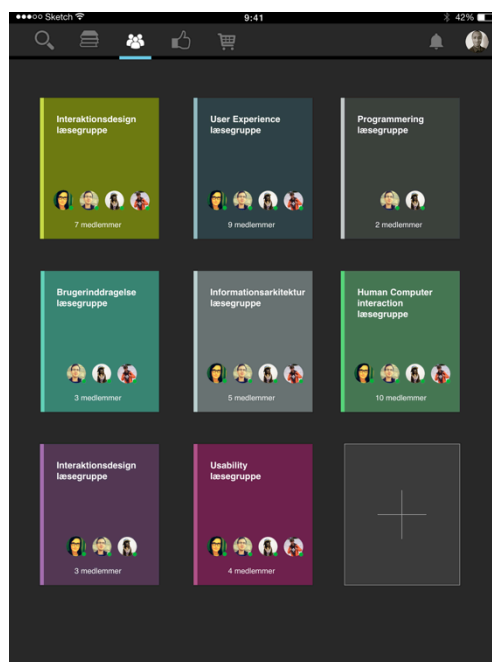 Sketch
9:41
42%
Interaktionsdesign
læsegruppe
7 medlemmer
User Experience
læsegruppe
9 medlemmer
Programmering
læsegruppe
2 medlemmer
Brugerinddragelse
læsegruppe
3 medlemmer
Informationsarkitektur
læsegruppe
5 medlemmer
Human Computer
interaction
læsegruppe
10 medlemmer
Interaktionsdesign
læsegruppe
3 medlemmer
Usability
læsegruppe
4 medlemmer